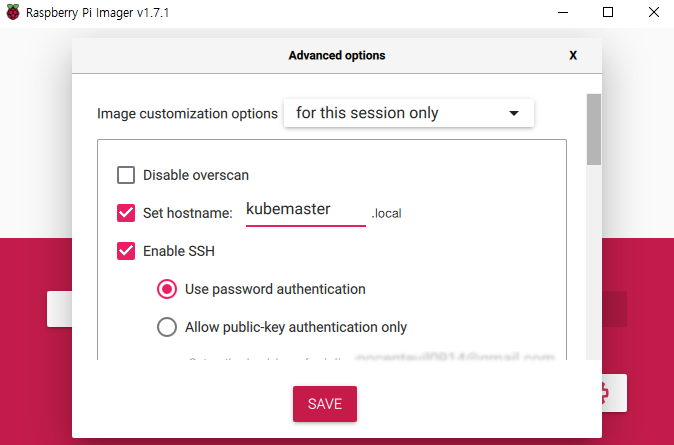 Raspberry Pi Imager v1.7.1
Advanced options X
Image customization options for this session only
Disable overscan
Set hostname: kubemaster .local
Enable SSH
Use password authentication
Allow public-key authentication only
SAVE